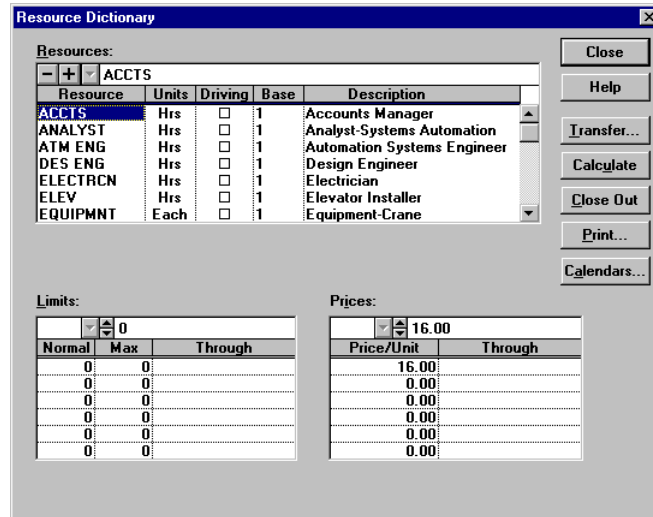 Resource Dictionary
Resources:
ACCTS
Resource Units Driving Base Description
ACCTS Hrs 1 Accounts Manager
ANALYST Hrs 1 Analyst-Systems Automation
ATM ENG Hrs 1 Automation Systems Engineer
DES ENG Hrs 1 Design Engineer
ELECTRCN Hrs 1 Electrician
ELEV Hrs 1 Elevator Installer
EQUIPMNT Each 1 Equipment-Crane
Close
Help
Transfer...
Calculate
Close Out
Print...
Calendars...
Limits:
0
Normal Max Through
0 0
0 0
0 0
0 0
0 0
0 0
Prices:
16.00
Price/Unit Through
16.00
0.00
0.00
0.00
0.00
0.00